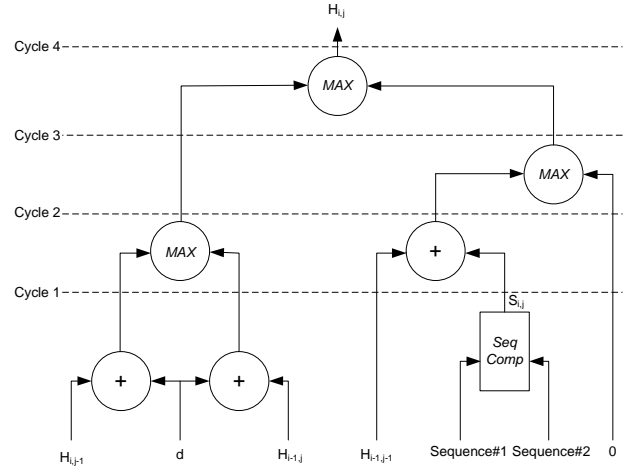 H_{i,j}
Cycle 4
MAX
Cycle 3
MAX
Cycle 2
MAX
+
Cycle 1
S_{i,j}
Seq
Comp
+
+
H_{i,j-1}
d
H_{i-1,j}
H_{i-1,j-1}
Sequence#1
Sequence#2
0